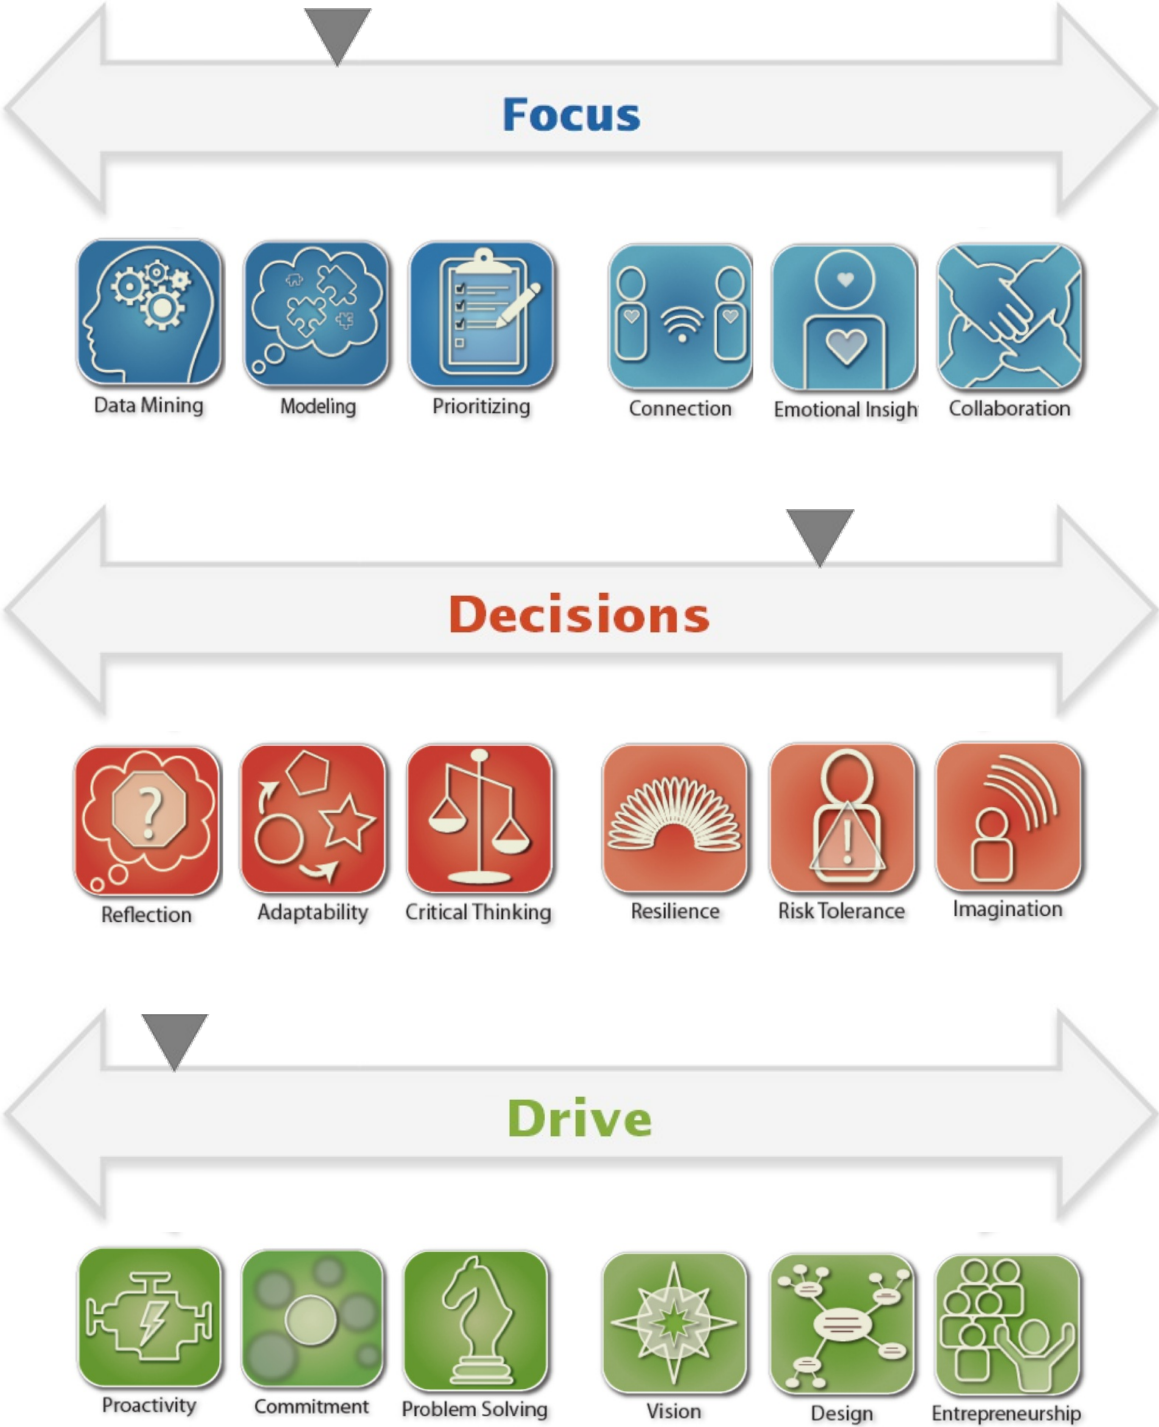 Focus
Data Mining
Modeling
Prioritizing
Connection
Emotional Insigh
Collaboration
Decisions
?
!
Reflection
Adaptability
Critical Thinking
Resilience
Risk Tolerance
Imagination
Drive
Proactivity
Commitment
Problem Solving
Vision
Design
Entrepreneurship